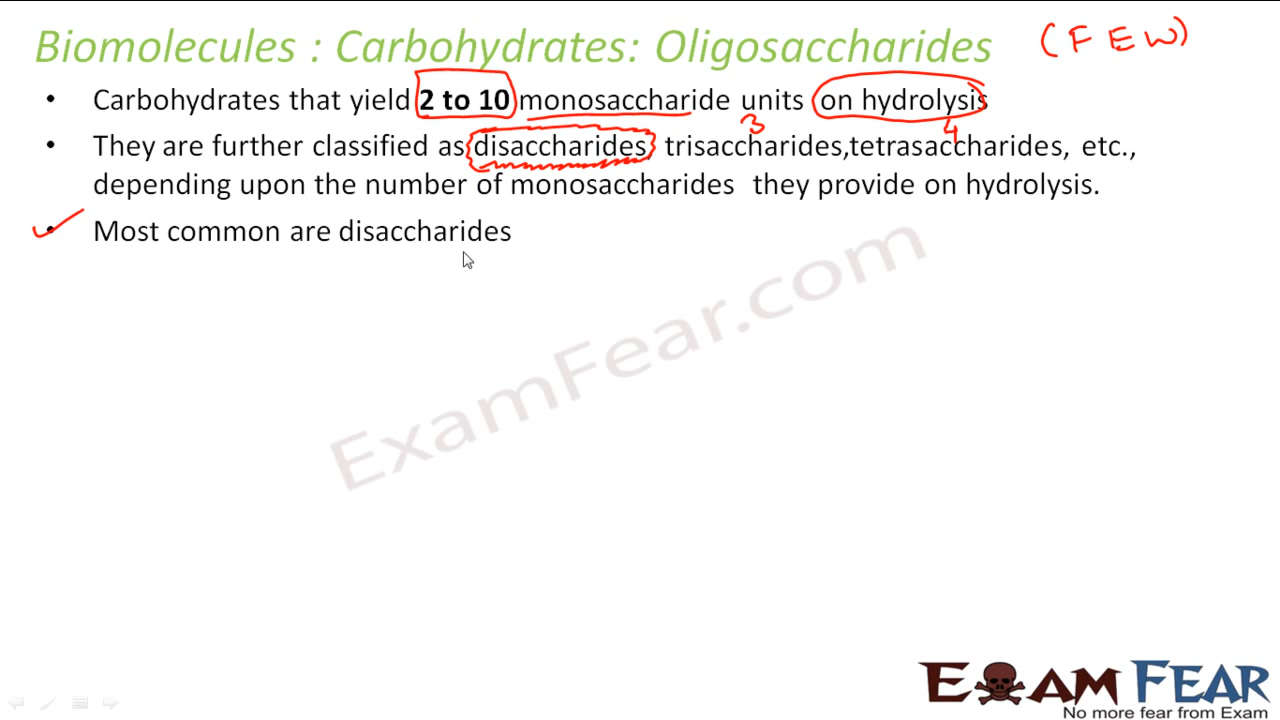 Biomolecules : Carbohydrates: Oligosaccharides (FEW)
• Carbohydrates that yield 2 to 10 monosaccharide units on hydrolysis
3 4
• They are further classified as disaccharides, trisaccharides,tetrasaccharides, etc.,
depending upon the number of monosaccharides they provide on hydrolysis.
• Most common are disaccharides
ExamFear.com
EXAM FEAR
No more fear from Exam